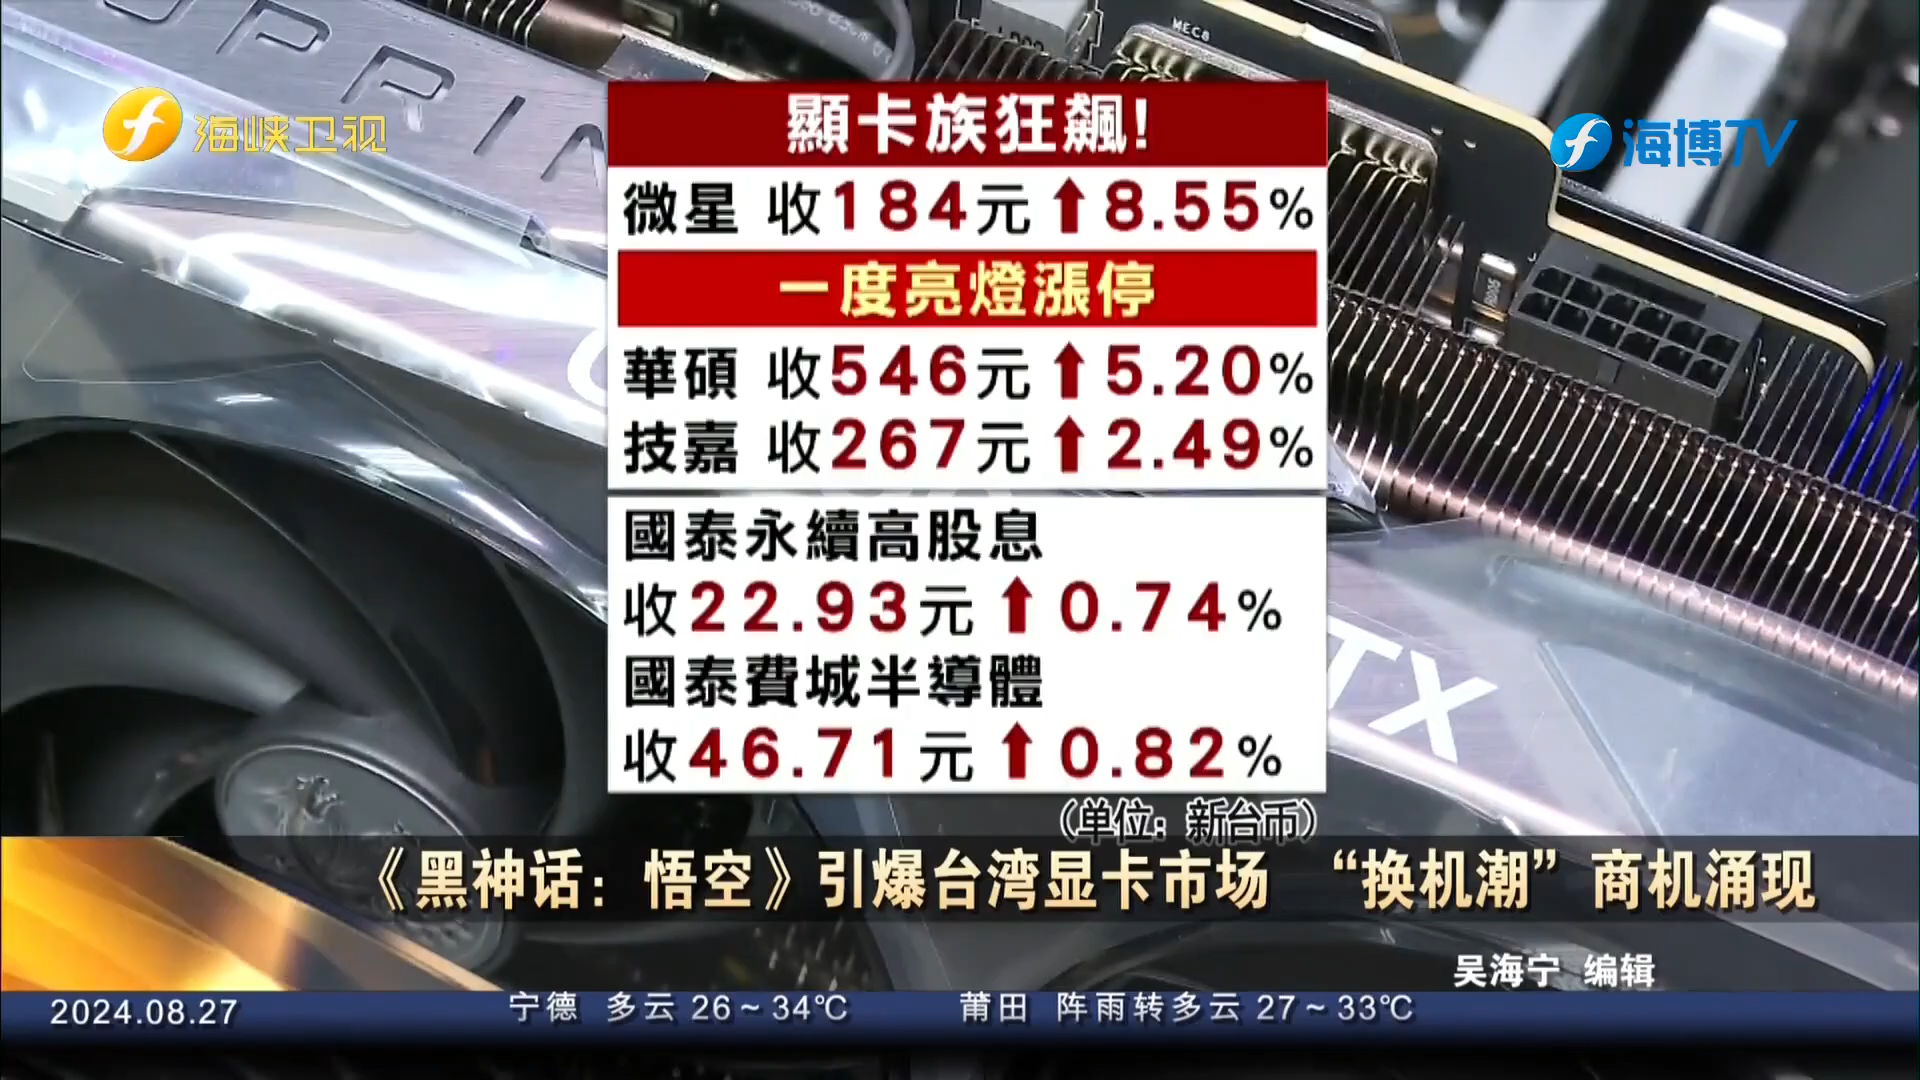 SUPRIM
MEC8
海峡卫视
海博TV
顯卡族狂飆!
微星 收184元↑8.55%
一度亮燈漲停
華碩 收546元↑5.20%
技嘉 收267元↑2.49%
國泰永續高股息
收22.93元↑0.74%
國泰費城半導體
收46.71元↑0.82%
TX
(单位:新台币)
《黑神话:悟空》引爆台湾显卡市场 “换机潮”商机涌现
吴海宁 编辑
2024.08.27 宁德 多云 26~34℃ 莆田 阵雨转多云 27~33℃